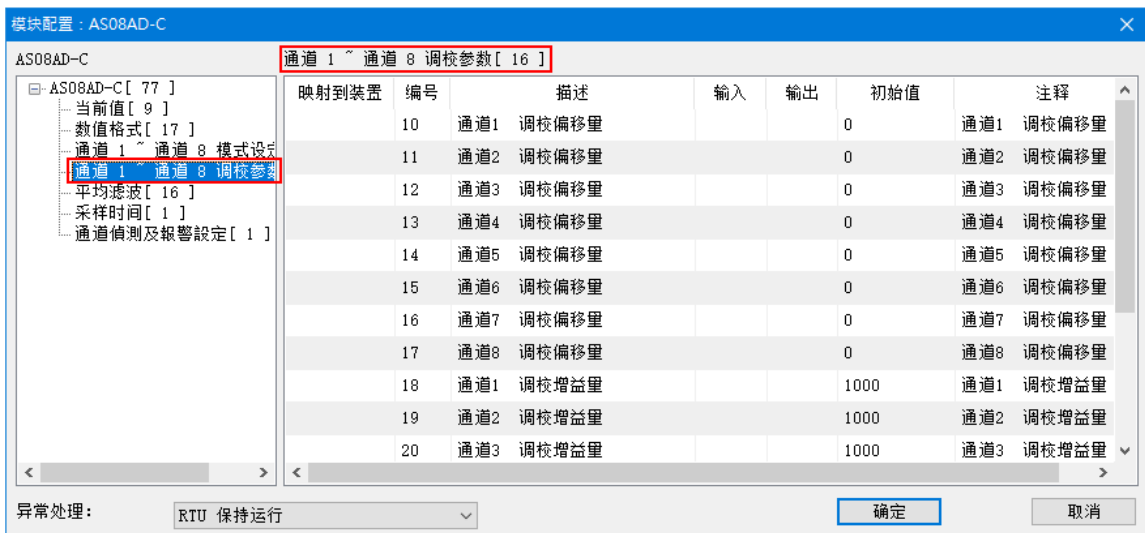 模块配置：AS08AD-C
AS08AD-C
通道 1 ~ 通道 8 调校参数[ 16 ]
AS08AD-C[ 77 ]
当前值[ 9 ]
数值格式[ 17 ]
通道 1 ~ 通道 8 模式设定
通道 1 ~ 通道 8 调校参数
平均滤波[ 16 ]
采样时间[ 1 ]
通道偵測及報警設定[ 1 ]
映射到装置 编号 描述 输入 输出 初始值 注释
10 通道1 调校偏移量 0 通道1 调校偏移量
11 通道2 调校偏移量 0 通道2 调校偏移量
12 通道3 调校偏移量 0 通道3 调校偏移量
13 通道4 调校偏移量 0 通道4 调校偏移量
14 通道5 调校偏移量 0 通道5 调校偏移量
15 通道6 调校偏移量 0 通道6 调校偏移量
16 通道7 调校偏移量 0 通道7 调校偏移量
17 通道8 调校偏移量 0 通道8 调校偏移量
18 通道1 调校增益量 1000 通道1 调校增益量
19 通道2 调校增益量 1000 通道2 调校增益量
20 通道3 调校增益量 1000 通道3 调校增益量
异常处理： RTU 保持运行 确定 取消